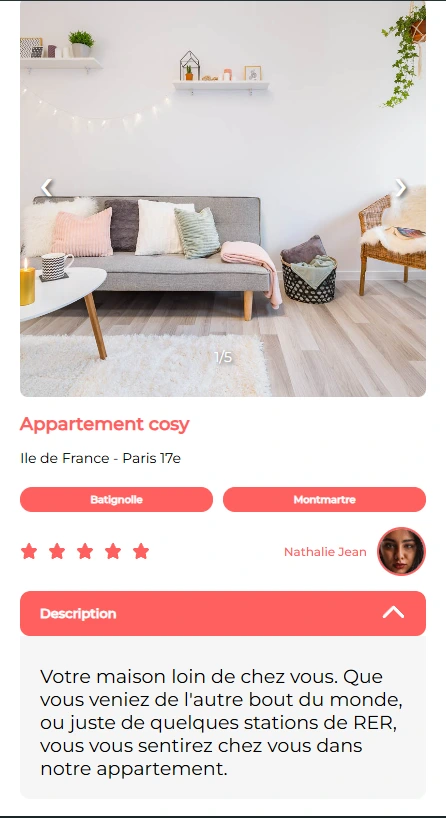 1/5
Appartement cosy
Ile de France - Paris 17e
Batignolle
Montmartre
Nathalie Jean
Description
Votre maison loin de chez vous. Que
vous veniez de l'autre bout du monde,
ou juste de quelques stations de RER,
vous vous sentirez chez vous dans
notre appartement.